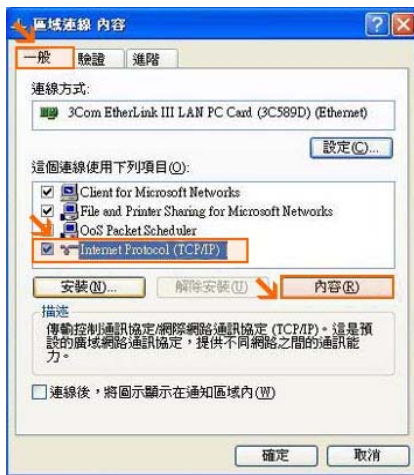 區域連線 內容
一般 驗證 進階
連線方式:
3Com EtherLink III LAN PC Card (3C589D) (Ethernet)
設定(C)...
這個連線使用下列項目(O):
Client for Microsoft Networks
File and Printer Sharing for Microsoft Networks
QoS Packet Scheduler
Internet Protocol (TCP/IP)
安裝(N)... 解除安裝(U) 內容(R)
描述
傳輸控制通訊協定/網際網路通訊協定 (TCP/IP)。這是預
設的廣域網路通訊協定，提供不同網路之間的通訊能
力。
連線後，將圖示顯示在通知區域內(W)
確定 取消